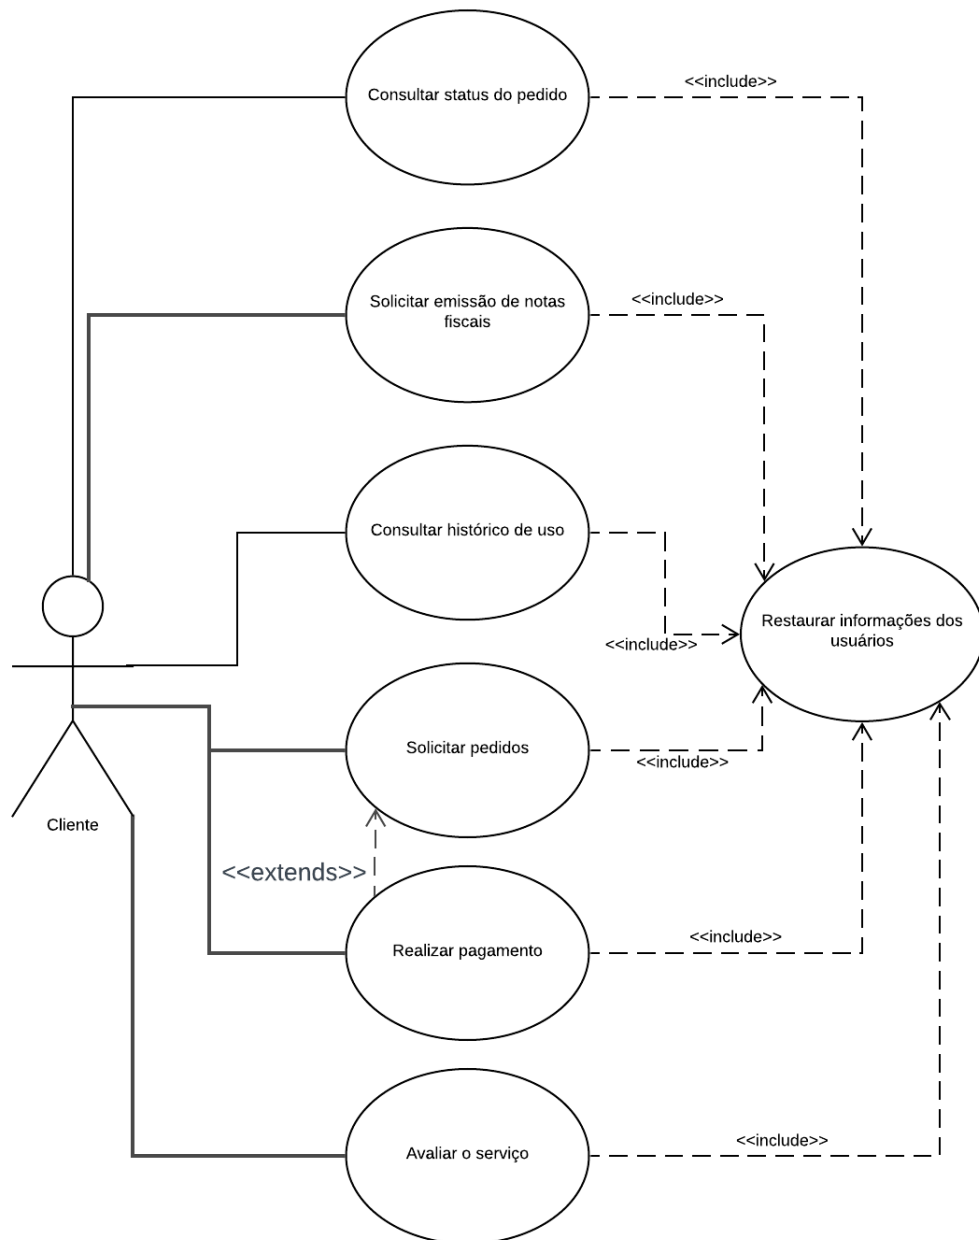 <<include>>
Consultar status do pedido
<<include>>
Solicitar emissão de notas
fiscais
Consultar histórico de uso
Restaurar informações dos
usuários
<<include>>
Solicitar pedidos
<<include>>
Cliente
<<extends>>
<<include>>
Realizar pagamento
<<include>>
Avaliar o serviço